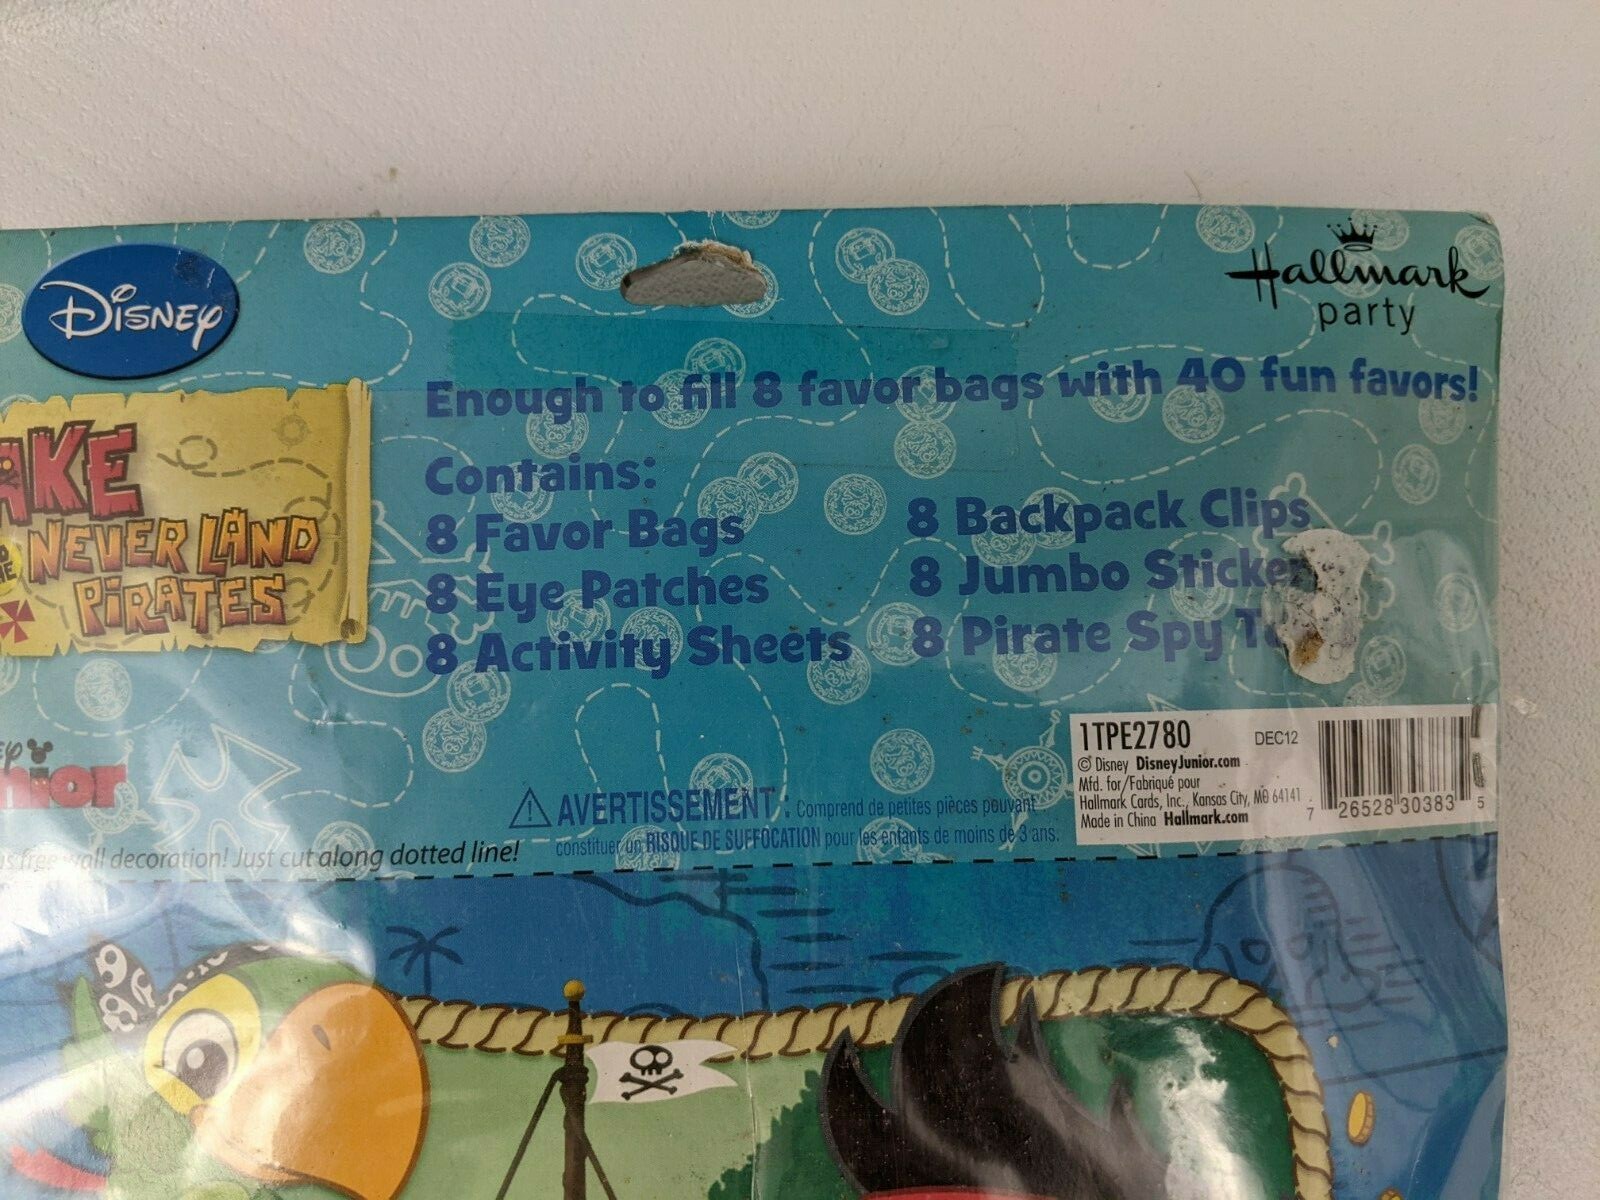 Disney
Hallmark
party
Enough to fill 8 favor bags with 40 fun favors!
AKE
NEVER LAND
PIRATES
Contains:
8 Favor Bags
8 Eye Patches
8 Activity Sheets
8 Backpack Clips
8 Jumbo
8 Pirate Spy
1TPE2780
DEC12
© Disney DisneyJunior.com
Mfd. for/Fabriqué pour
Hallmark Cards, Inc., Kansas City, MO 64141
Made in China Hallmark.com
7 26528 30383 5
AVERTISSEMENT : Comprend de petites pièces pouvant
constituer un RISQUE DE SUFFOCATION pour les enfants de moins de 3 ans.
free wall decoration! Just cut along dotted line!